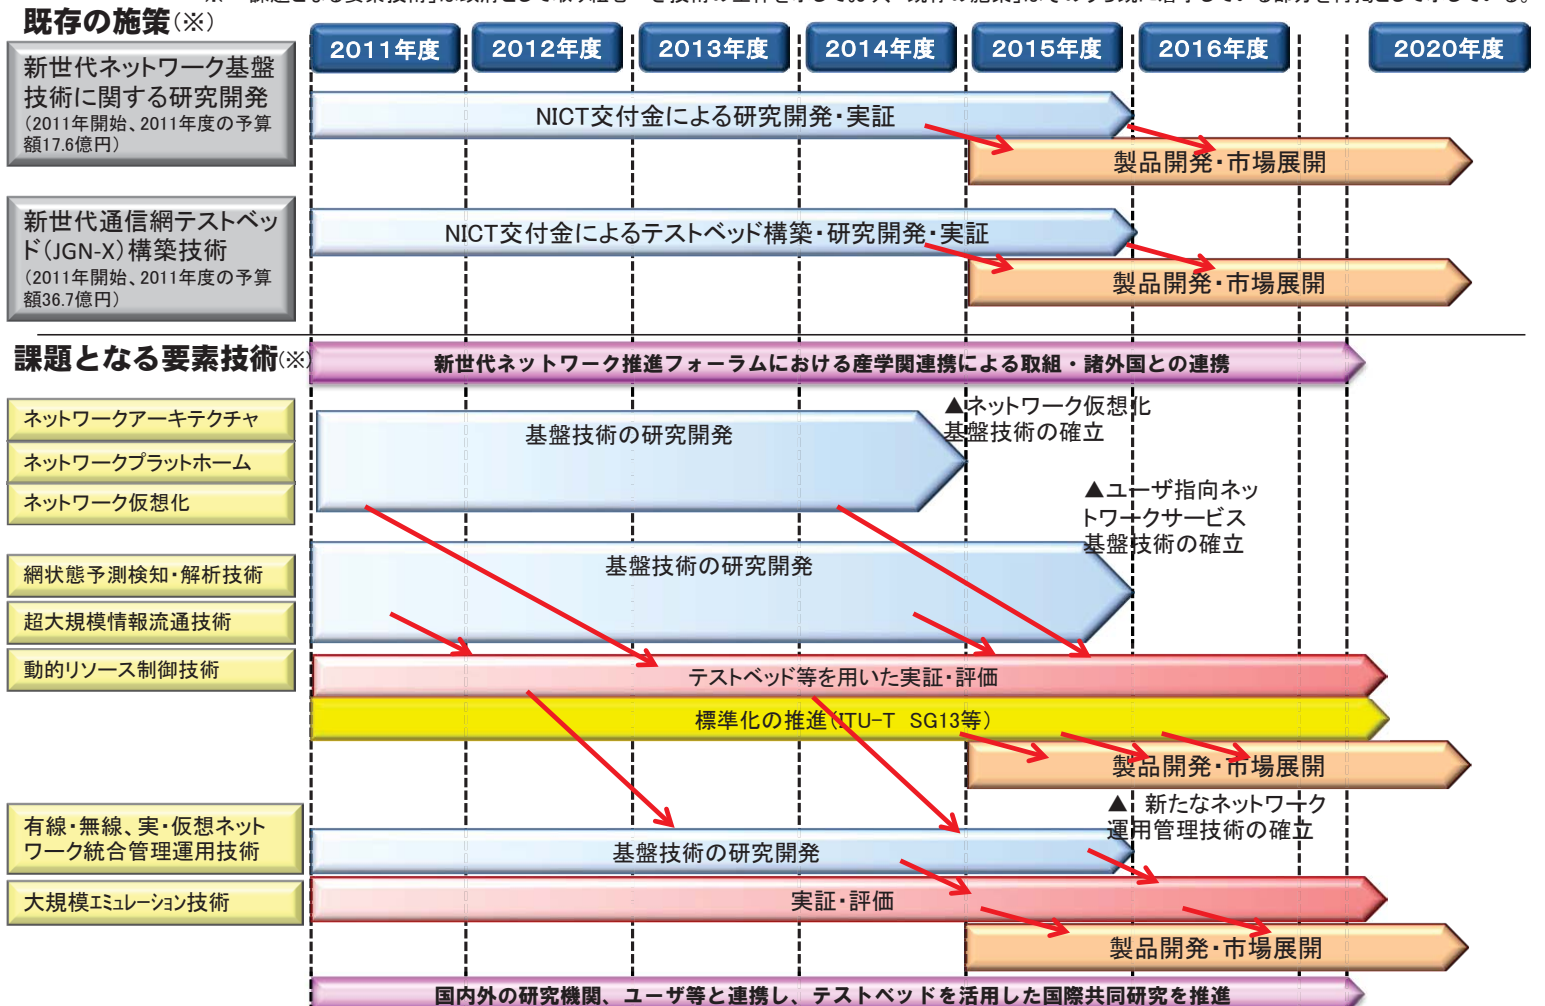 既存の施策(※)
2011年度 2012年度 2013年度 2014年度 2015年度 2016年度 2020年度
新世代ネットワーク基盤
技術に関する研究開発
(2011年開始、2011年度の予算
額17.6億円)
NICT交付金による研究開発・実証
製品開発・市場展開
新世代通信網テストベッ
ド(JGN-X)構築技術
(2011年開始、2011年度の予算
額36.7億円)
NICT交付金によるテストベッド構築・研究開発・実証
製品開発・市場展開
課題となる要素技術(※)
新世代ネットワーク推進フォーラムにおける産学関連携による取組・諸外国との連携
ネットワークアーキテクチャ
ネットワークプラットホーム
ネットワーク仮想化
基盤技術の研究開発
▲ネットワーク仮想化
基盤技術の確立
▲ユーザ指向ネッ
トワークサービス
基盤技術の確立
網状態予測検知・解析技術
超大規模情報流通技術
動的リソース制御技術
基盤技術の研究開発
テストベッド等を用いた実証・評価
標準化の推進(ITU-T SG13等)
製品開発・市場展開
▲ 新たなネットワーク
運用管理技術の確立
有線・無線、実・仮想ネット
ワーク統合管理運用技術
基盤技術の研究開発
大規模エミュレーション技術
実証・評価
製品開発・市場展開
国内外の研究機関、ユーザ等と連携し、テストベッドを活用した国際共同研究を推進